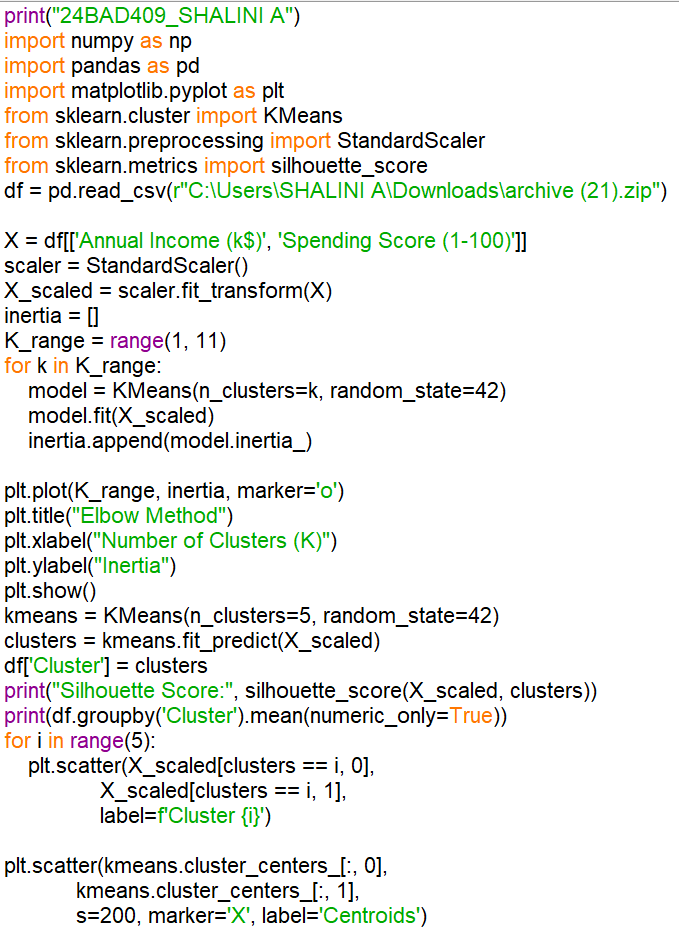 print("24BAD409_SHALINI A")
import numpy as np
import pandas as pd
import matplotlib.pyplot as plt
from sklearn.cluster import KMeans
from sklearn.preprocessing import StandardScaler
from sklearn.metrics import silhouette_score
df = pd.read_csv(r"C:\Users\SHALINI A\Downloads\archive (21).zip")

X = df[['Annual Income (k$)', 'Spending Score (1-100)']]
scaler = StandardScaler()
X_scaled = scaler.fit_transform(X)
inertia = []
K_range = range(1, 11)
for k in K_range:
    model = KMeans(n_clusters=k, random_state=42)
    model.fit(X_scaled)
    inertia.append(model.inertia_)

plt.plot(K_range, inertia, marker='o')
plt.title("Elbow Method")
plt.xlabel("Number of Clusters (K)")
plt.ylabel("Inertia")
plt.show()
kmeans = KMeans(n_clusters=5, random_state=42)
clusters = kmeans.fit_predict(X_scaled)
df['Cluster'] = clusters
print("Silhouette Score:", silhouette_score(X_scaled, clusters))
print(df.groupby('Cluster').mean(numeric_only=True))
for i in range(5):
    plt.scatter(X_scaled[clusters == i, 0],
                X_scaled[clusters == i, 1],
                label=f'Cluster {i}')

plt.scatter(kmeans.cluster_centers_[:, 0],
            kmeans.cluster_centers_[:, 1],
            s=200, marker='X', label='Centroids')